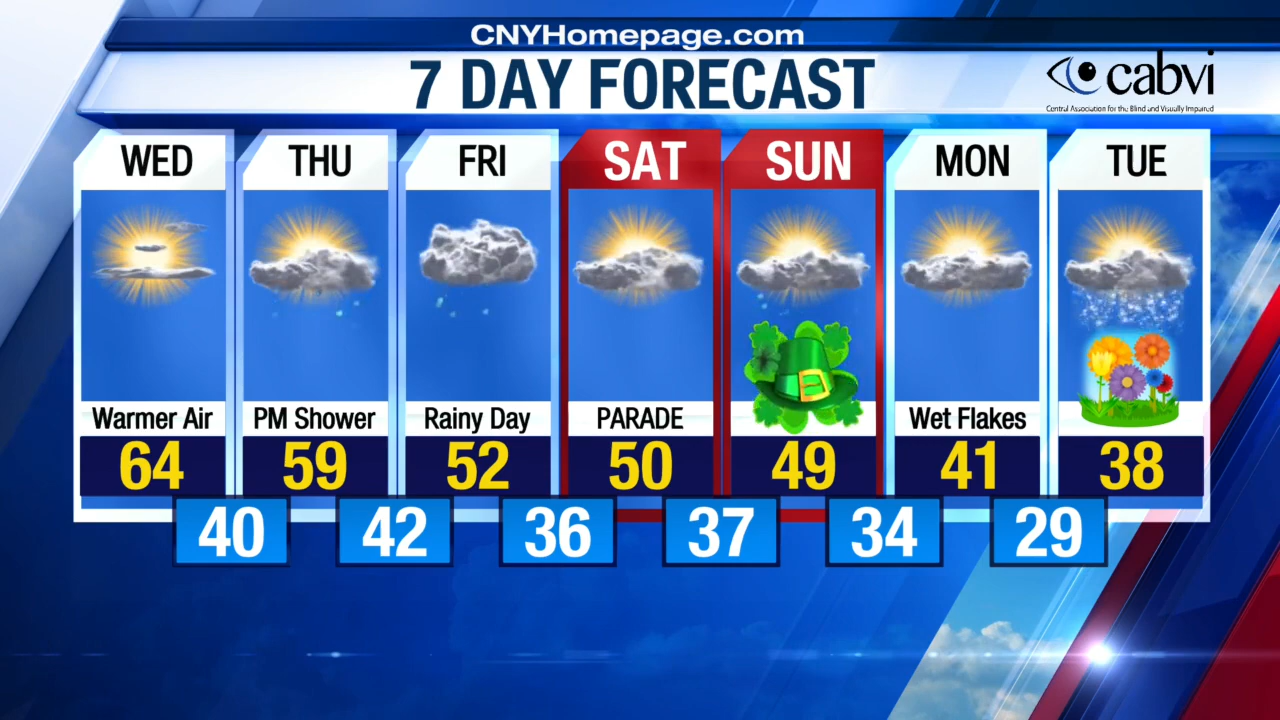 CNYHomepage.com
7 DAY FORECAST
cabvi
Central Association for the Blind and Visually Impaired
WED THU FRI SAT SUN MON TUE
Warmer Air PM Shower Rainy Day PARADE Wet Flakes
64 59 52 50 49 41 38
40 42 36 37 34 29